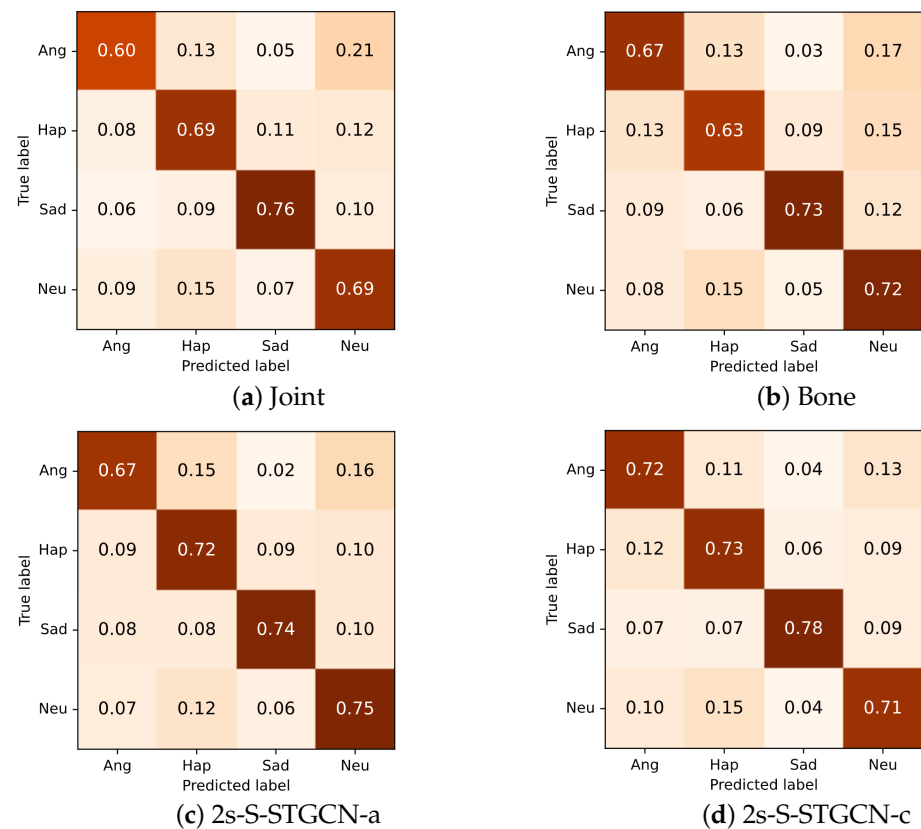 Ang 0.60 0.13 0.05 0.21
Hap 0.08 0.69 0.11 0.12
Sad 0.06 0.09 0.76 0.10
Neu 0.09 0.15 0.07 0.69
True label
Ang Hap Sad Neu
Predicted label
(a) Joint
Ang 0.67 0.13 0.03 0.17
Hap 0.13 0.63 0.09 0.15
Sad 0.09 0.06 0.73 0.12
Neu 0.08 0.15 0.05 0.72
True label
Ang Hap Sad Neu
Predicted label
(b) Bone
Ang 0.67 0.15 0.02 0.16
Hap 0.09 0.72 0.09 0.10
Sad 0.08 0.08 0.74 0.10
Neu 0.07 0.12 0.06 0.75
True label
Ang Hap Sad Neu
Predicted label
(c) 2s-S-STGCN-a
Ang 0.72 0.11 0.04 0.13
Hap 0.12 0.73 0.06 0.09
Sad 0.07 0.07 0.78 0.09
Neu 0.10 0.15 0.04 0.71
True label
Ang Hap Sad Neu
Predicted label
(d) 2s-S-STGCN-c